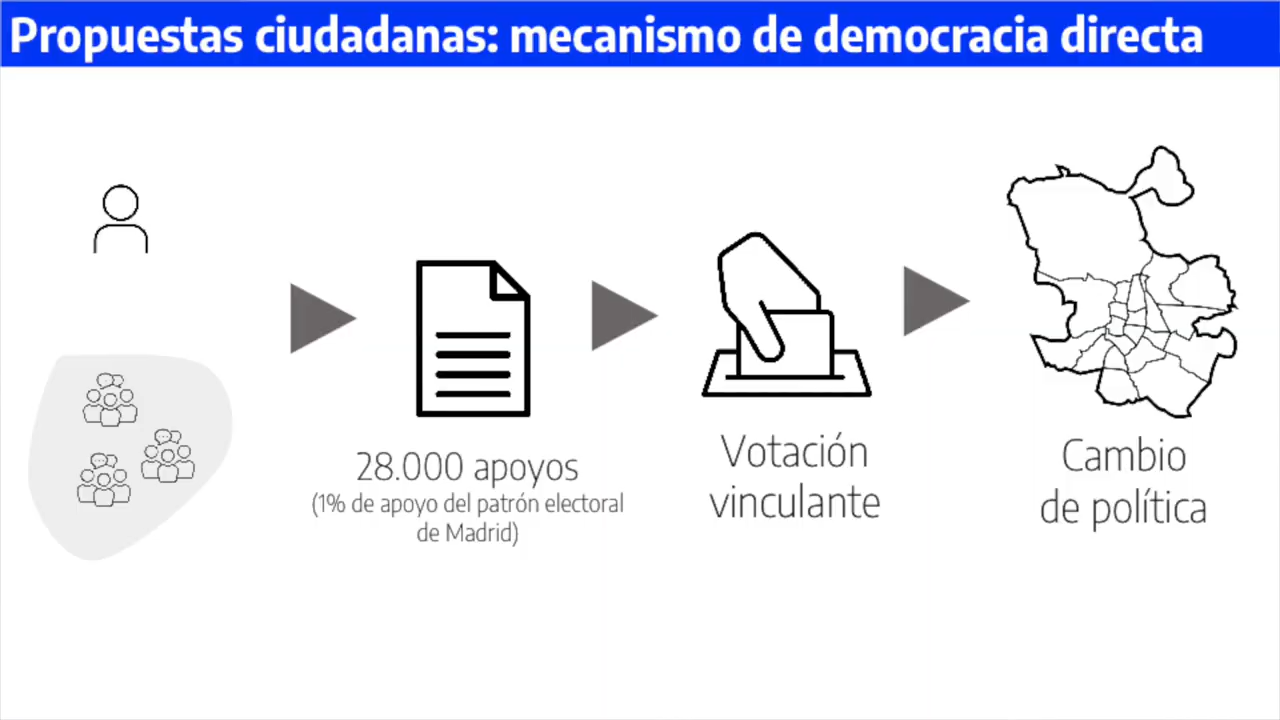 Propuestas ciudadanas: mecanismo de democracia directa
28.000 apoyos
(1% de apoyo del patrón electoral
de Madrid)
Votación
vinculante
Cambio
de política